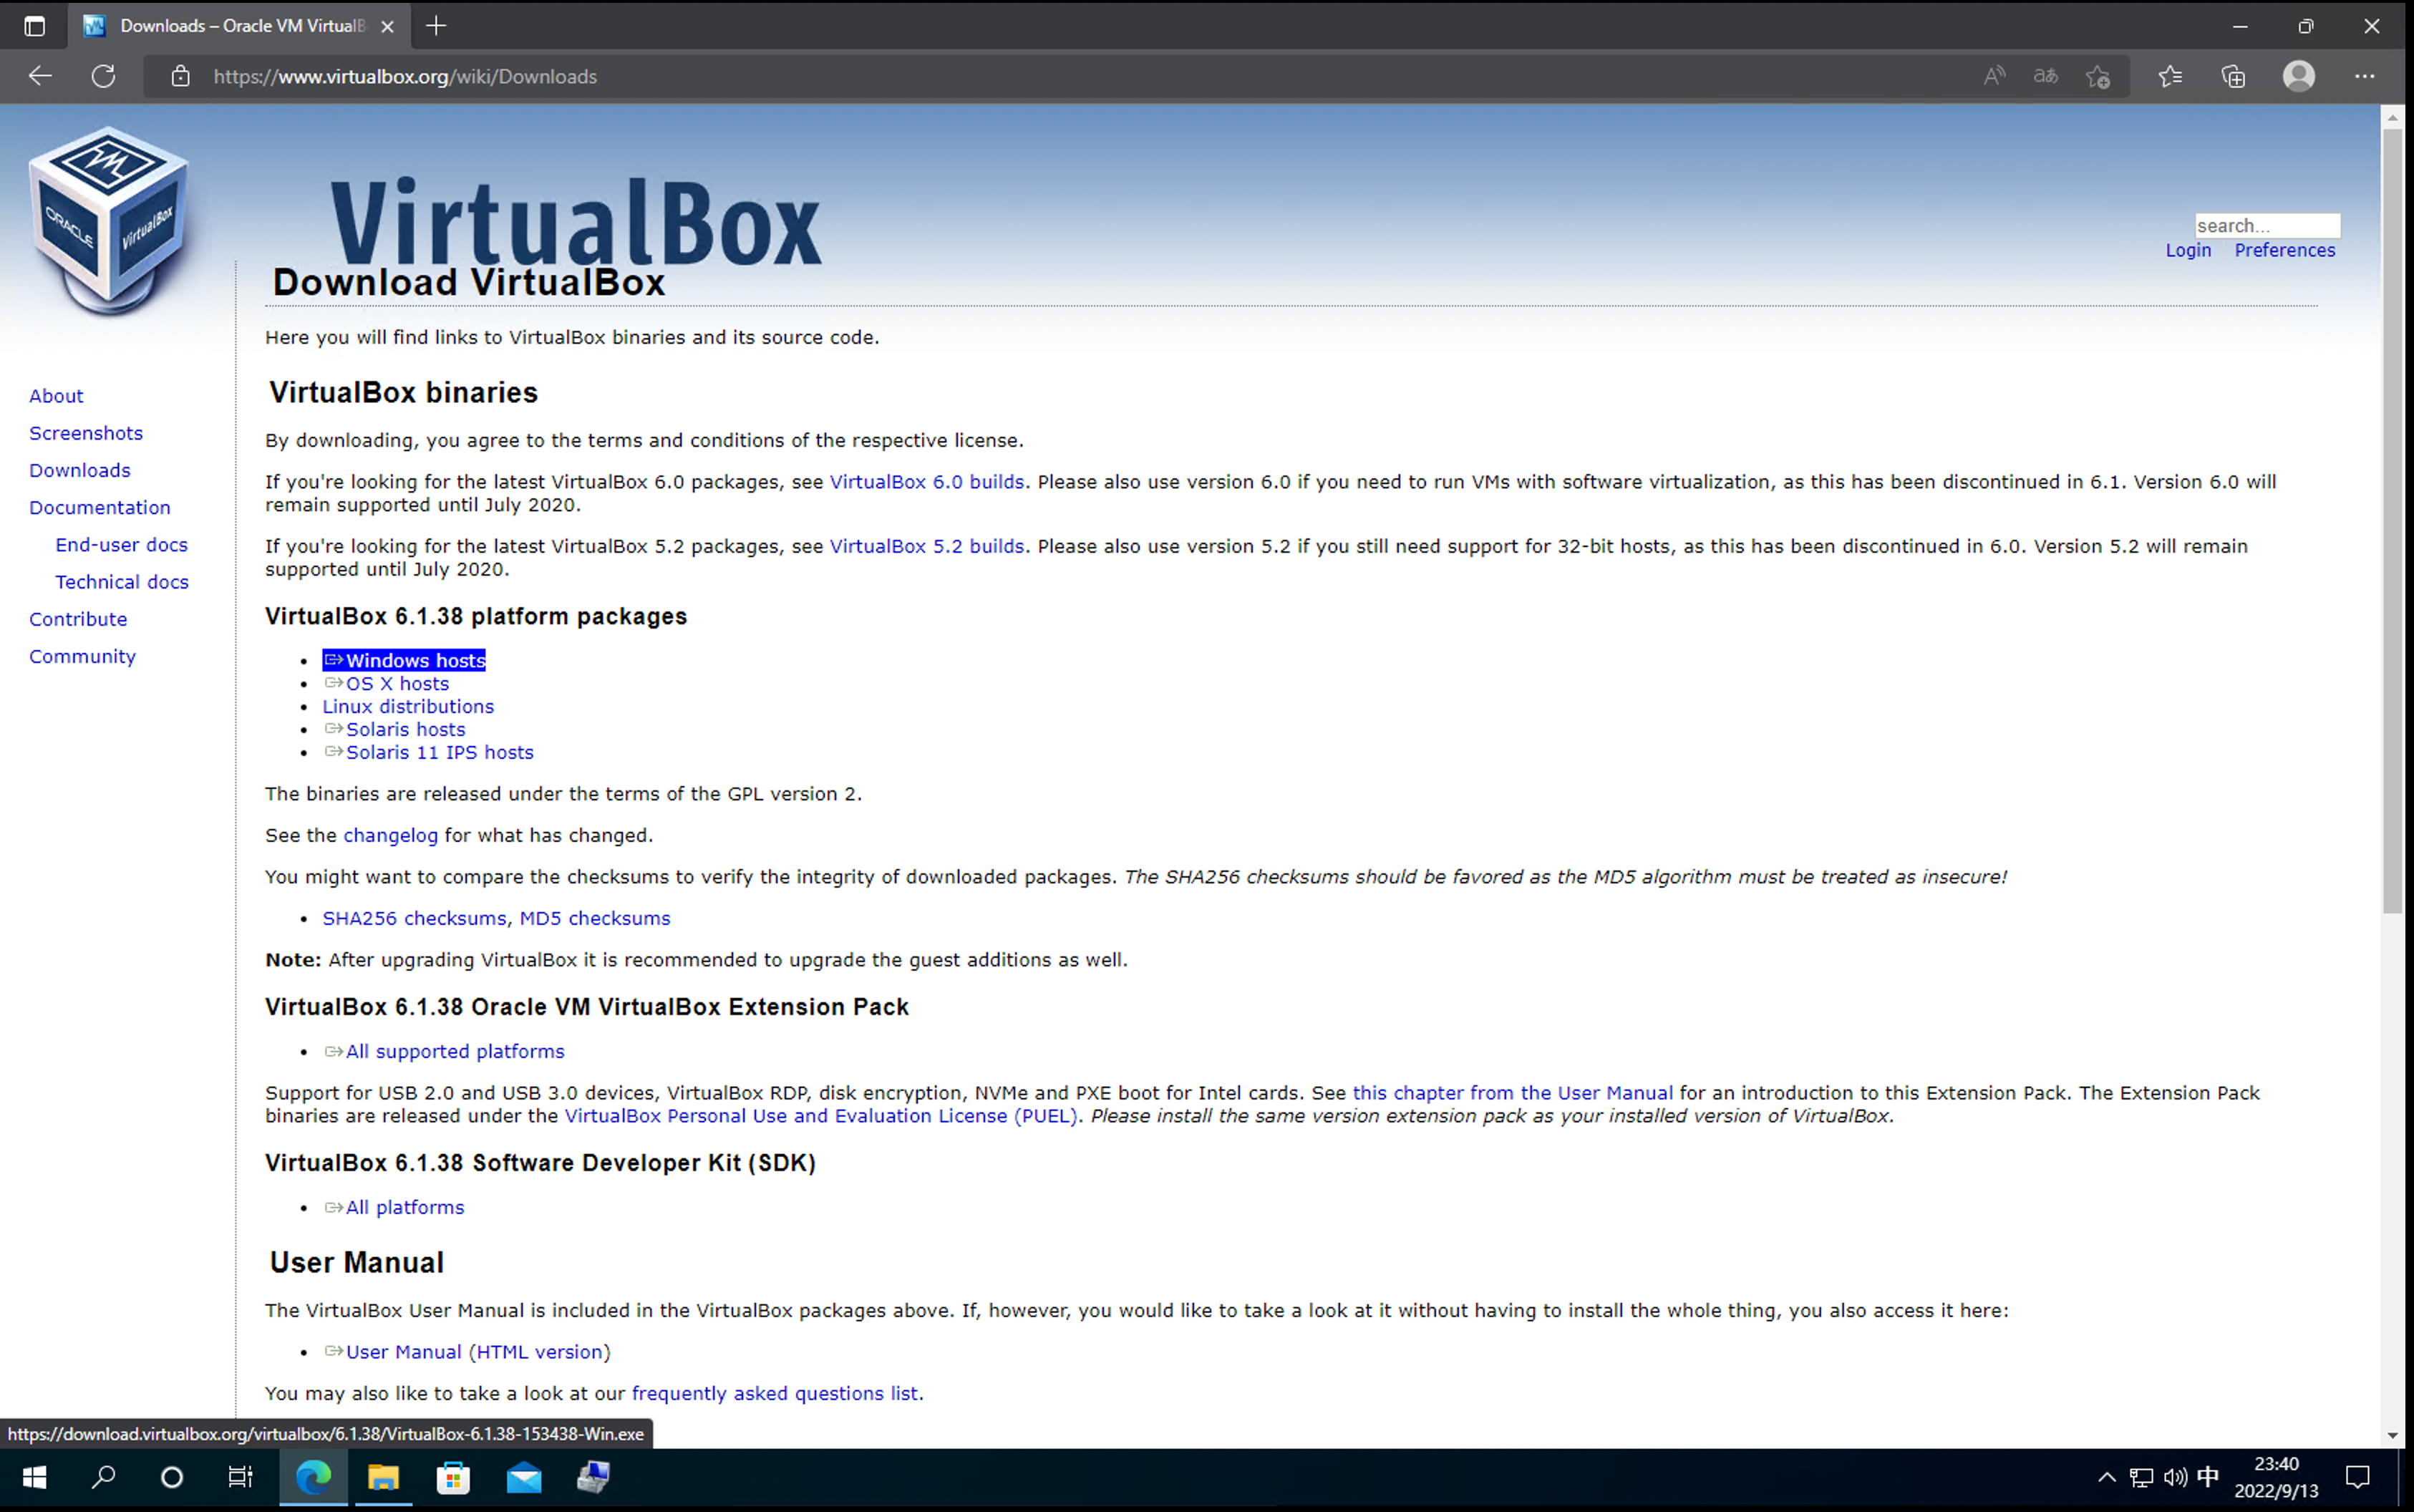 Downloads – Oracle VM VirtualB
https://www.virtualbox.org/wiki/Downloads
ORACLE
VirtualBox
VirtualBox
search...
Login Preferences
Download VirtualBox
Here you will find links to VirtualBox binaries and its source code.
About
Screenshots
Downloads
Documentation
End-user docs
Technical docs
Contribute
Community
VirtualBox binaries
By downloading, you agree to the terms and conditions of the respective license.
If you're looking for the latest VirtualBox 6.0 packages, see VirtualBox 6.0 builds. Please also use version 6.0 if you need to run VMs with software virtualization, as this has been discontinued in 6.1. Version 6.0 will
remain supported until July 2020.
If you're looking for the latest VirtualBox 5.2 packages, see VirtualBox 5.2 builds. Please also use version 5.2 if you still need support for 32-bit hosts, as this has been discontinued in 6.0. Version 5.2 will remain
supported until July 2020.
VirtualBox 6.1.38 platform packages
Windows hosts
OS X hosts
Linux distributions
Solaris hosts
Solaris 11 IPS hosts
The binaries are released under the terms of the GPL version 2.
See the changelog for what has changed.
You might want to compare the checksums to verify the integrity of downloaded packages. The SHA256 checksums should be favored as the MD5 algorithm must be treated as insecure!
SHA256 checksums, MD5 checksums
Note: After upgrading VirtualBox it is recommended to upgrade the guest additions as well.
VirtualBox 6.1.38 Oracle VM VirtualBox Extension Pack
All supported platforms
Support for USB 2.0 and USB 3.0 devices, VirtualBox RDP, disk encryption, NVMe and PXE boot for Intel cards. See this chapter from the User Manual for an introduction to this Extension Pack. The Extension Pack
binaries are released under the VirtualBox Personal Use and Evaluation License (PUEL). Please install the same version extension pack as your installed version of VirtualBox.
VirtualBox 6.1.38 Software Developer Kit (SDK)
All platforms
User Manual
The VirtualBox User Manual is included in the VirtualBox packages above. If, however, you would like to take a look at it without having to install the whole thing, you also access it here:
User Manual (HTML version)
You may also like to take a look at our frequently asked questions list.
https://download.virtualbox.org/virtualbox/6.1.38/VirtualBox-6.1.38-153438-Win.exe
中
23:40
2022/9/13